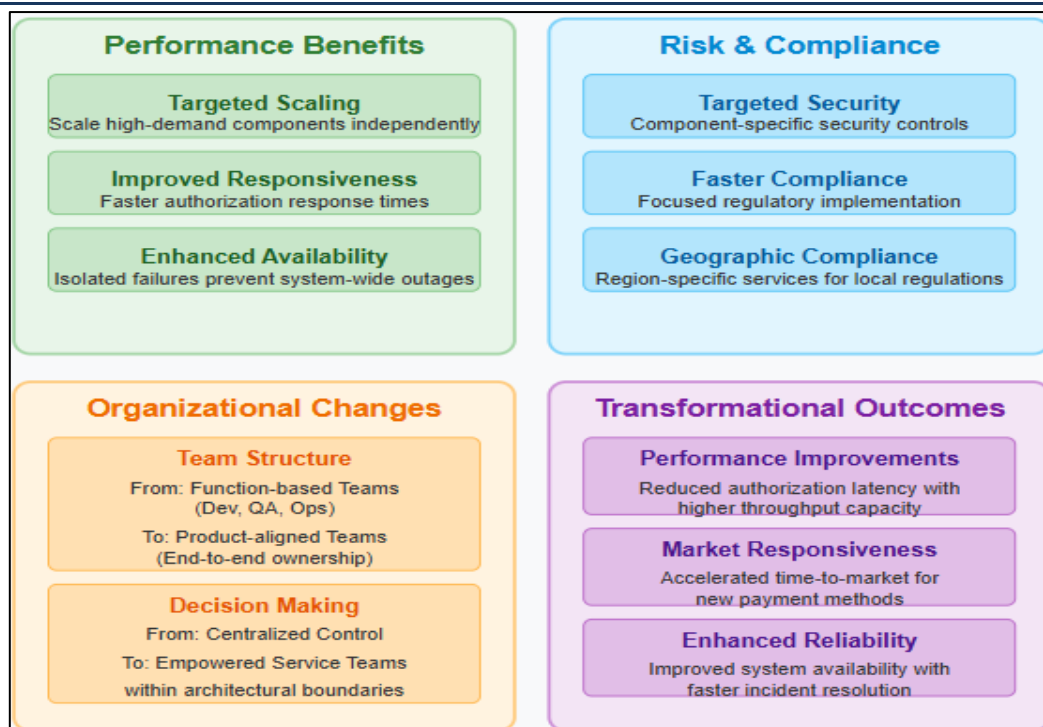 Performance Benefits
Targeted Scaling
Scale high-demand components independently
Improved Responsiveness
Faster authorization response times
Enhanced Availability
Isolated failures prevent system-wide outages
Risk & Compliance
Targeted Security
Component-specific security controls
Faster Compliance
Focused regulatory implementation
Geographic Compliance
Region-specific services for local regulations
Organizational Changes
Team Structure
From: Function-based Teams
(Dev, QA, Ops)
To: Product-aligned Teams
(End-to-end ownership)
Decision Making
From: Centralized Control
To: Empowered Service Teams
within architectural boundaries
Transformational Outcomes
Performance Improvements
Reduced authorization latency with
higher throughput capacity
Market Responsiveness
Accelerated time-to-market for
new payment methods
Enhanced Reliability
Improved system availability with
faster incident resolution